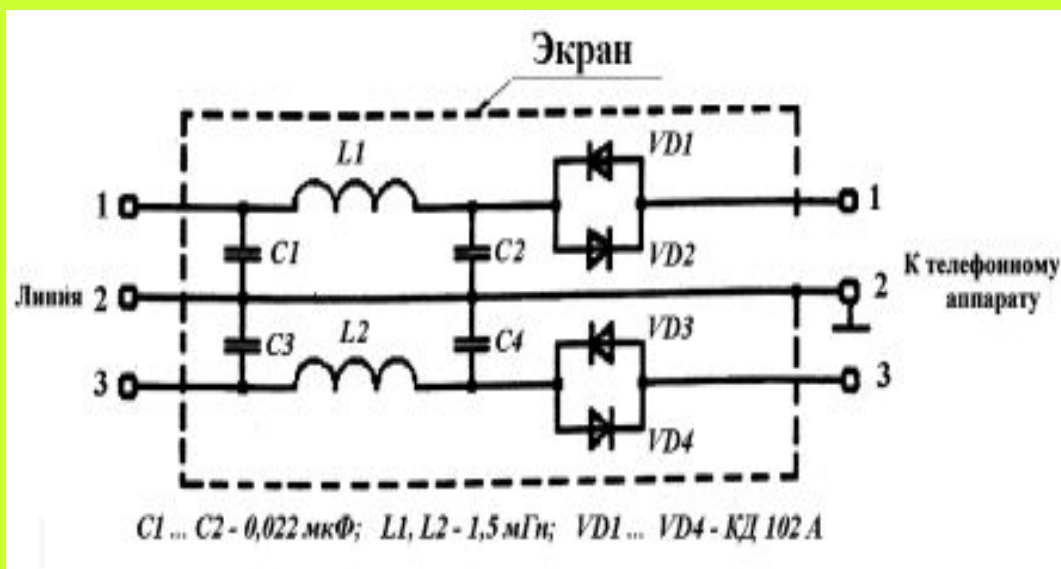 Экран
L1
VD1
1
1
C1
C2
VD2
Линія 2
2
К телефонному
аппарату
C3
L2
C4
VD3
3
3
VD4
C1 ... C2 - 0,022 мкФ; L1, L2 - 1,5 мГн; VD1 ... VD4 - КД 102 А